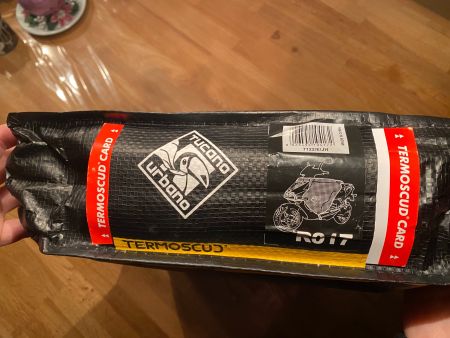 TERMOSCUD® CARD
Tucano
urbano
TERMOSCUD®
R017
TERMOSCUD CARD